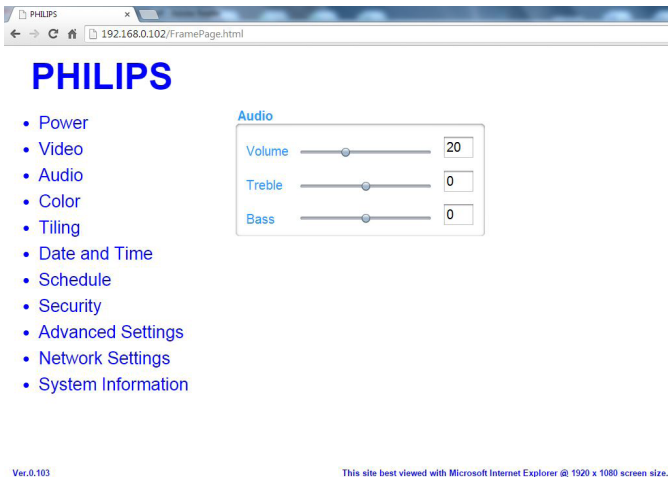 PHILIPS
192.168.0.102/FramePage.html
PHILIPS
Power
Video
Audio
Color
Tiling
Date and Time
Schedule
Security
Advanced Settings
Network Settings
System Information
Audio
Volume 20
Treble 0
Bass 0
Ver.0.103
This site best viewed with Microsoft Internet Explorer @ 1920 x 1080 screen size.